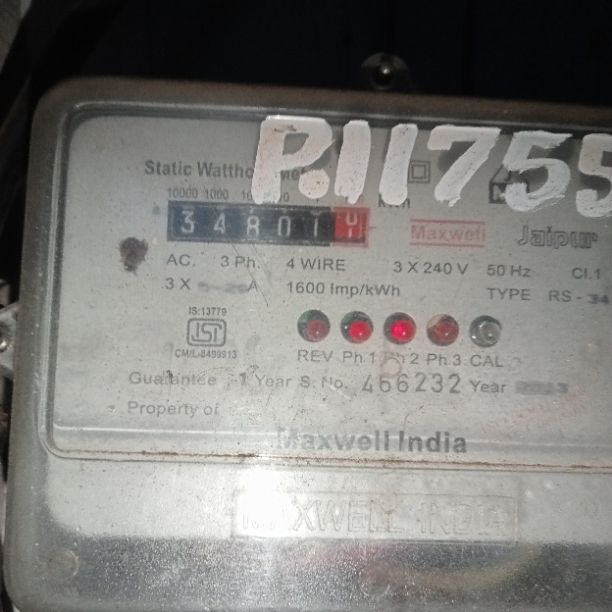 P.11755
Static Watthour Meter
10000 1000
kWh
34801
Maxwell Jaipur
AC. 3 Ph. 4 WIRE 3 X 240 V 50 Hz Cl.1
3 X A 1600 Imp/kWh TYPE RS - 34
IS:13779
ISI
CM/L-8499913
REV Ph.1 Ph.2 Ph.3 CAL
Guarantee :-1 Year S. No. 466232 Year
Property of
Maxwell India
MAXWELL INDIA